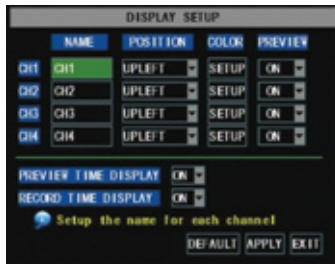 DISPLAY SETUP
NAME POSITION COLOR PREVIEW
CH1 CH1 UPLEFT SETUP ON
CH2 CH2 UPLEFT SETUP ON
CH3 CH3 UPLEFT SETUP ON
CH4 CH4 UPLEFT SETUP ON
PREVIEW TIME DISPLAY ON
RECORD TIME DISPLAY ON
Setup the name for each channel
DEFAULT APPLY EXIT